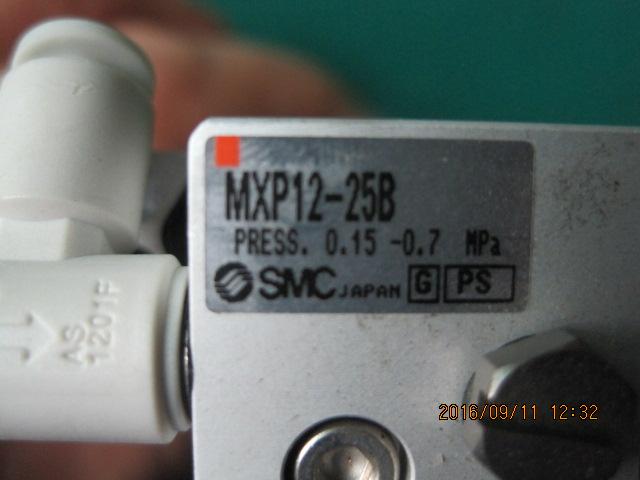 MXP12-25B
PRESS. 0.15 -0.7 MPa
SMC JAPAN G PS
AS
1201F
2016/09/11 12:32